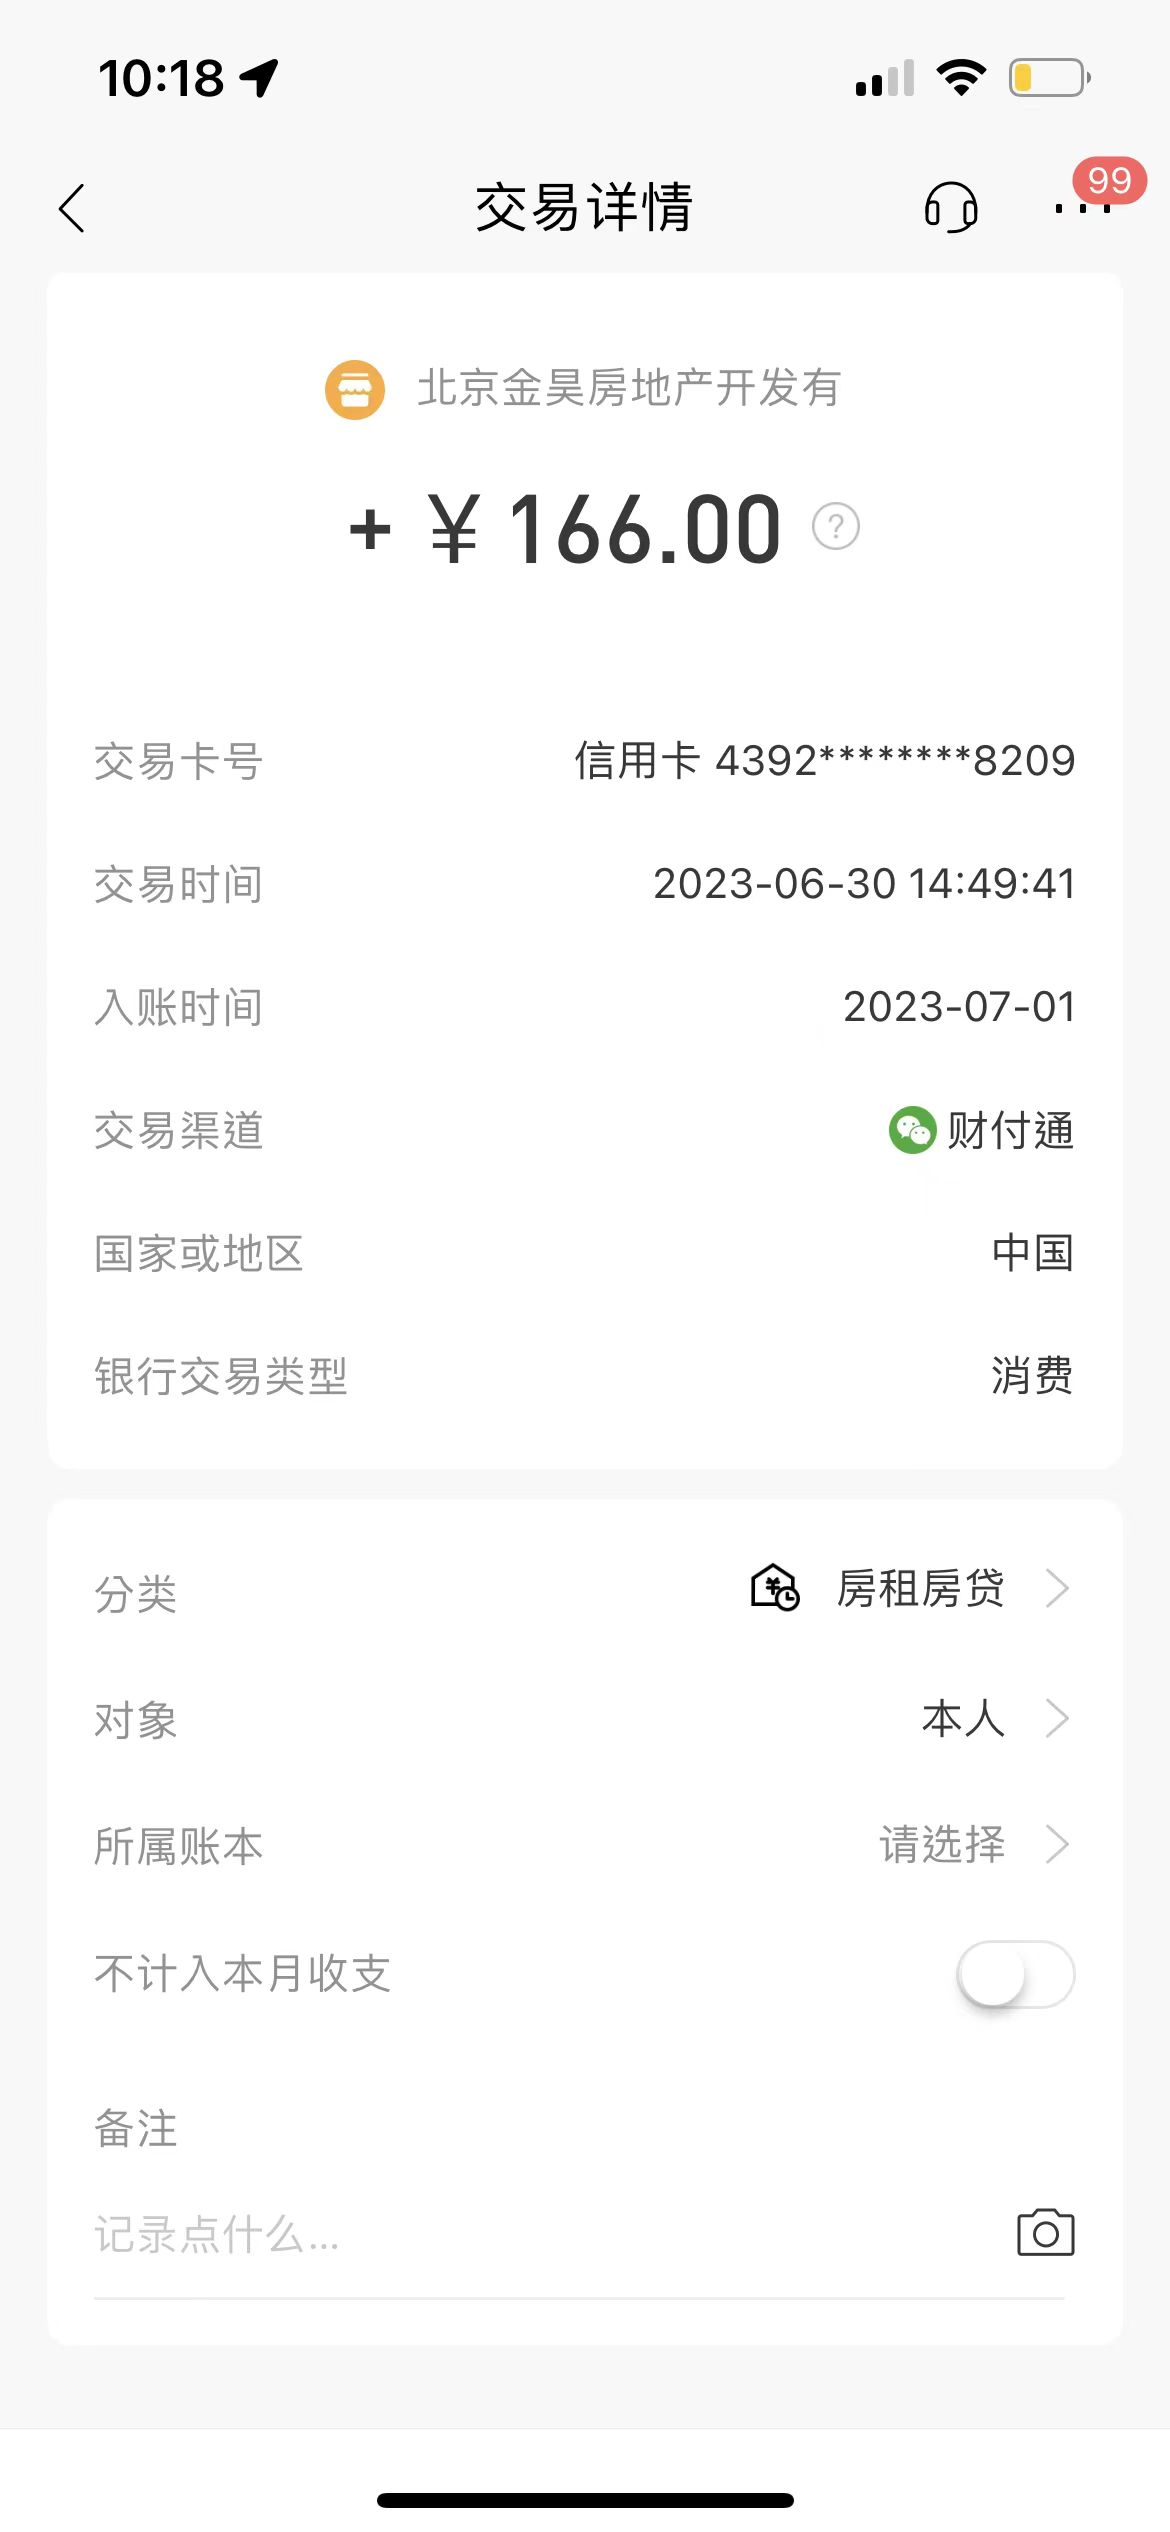 10:18
交易详情
99
北京金昊房地产开发有
+ ¥ 166.00 ?
交易卡号 信用卡 4392********8209
交易时间 2023-06-30 14:49:41
入账时间 2023-07-01
交易渠道 财付通
国家或地区 中国
银行交易类型 消费
分类 房租房贷
对象 本人
所属账本 请选择
不计入本月收支
备注
记录点什么...